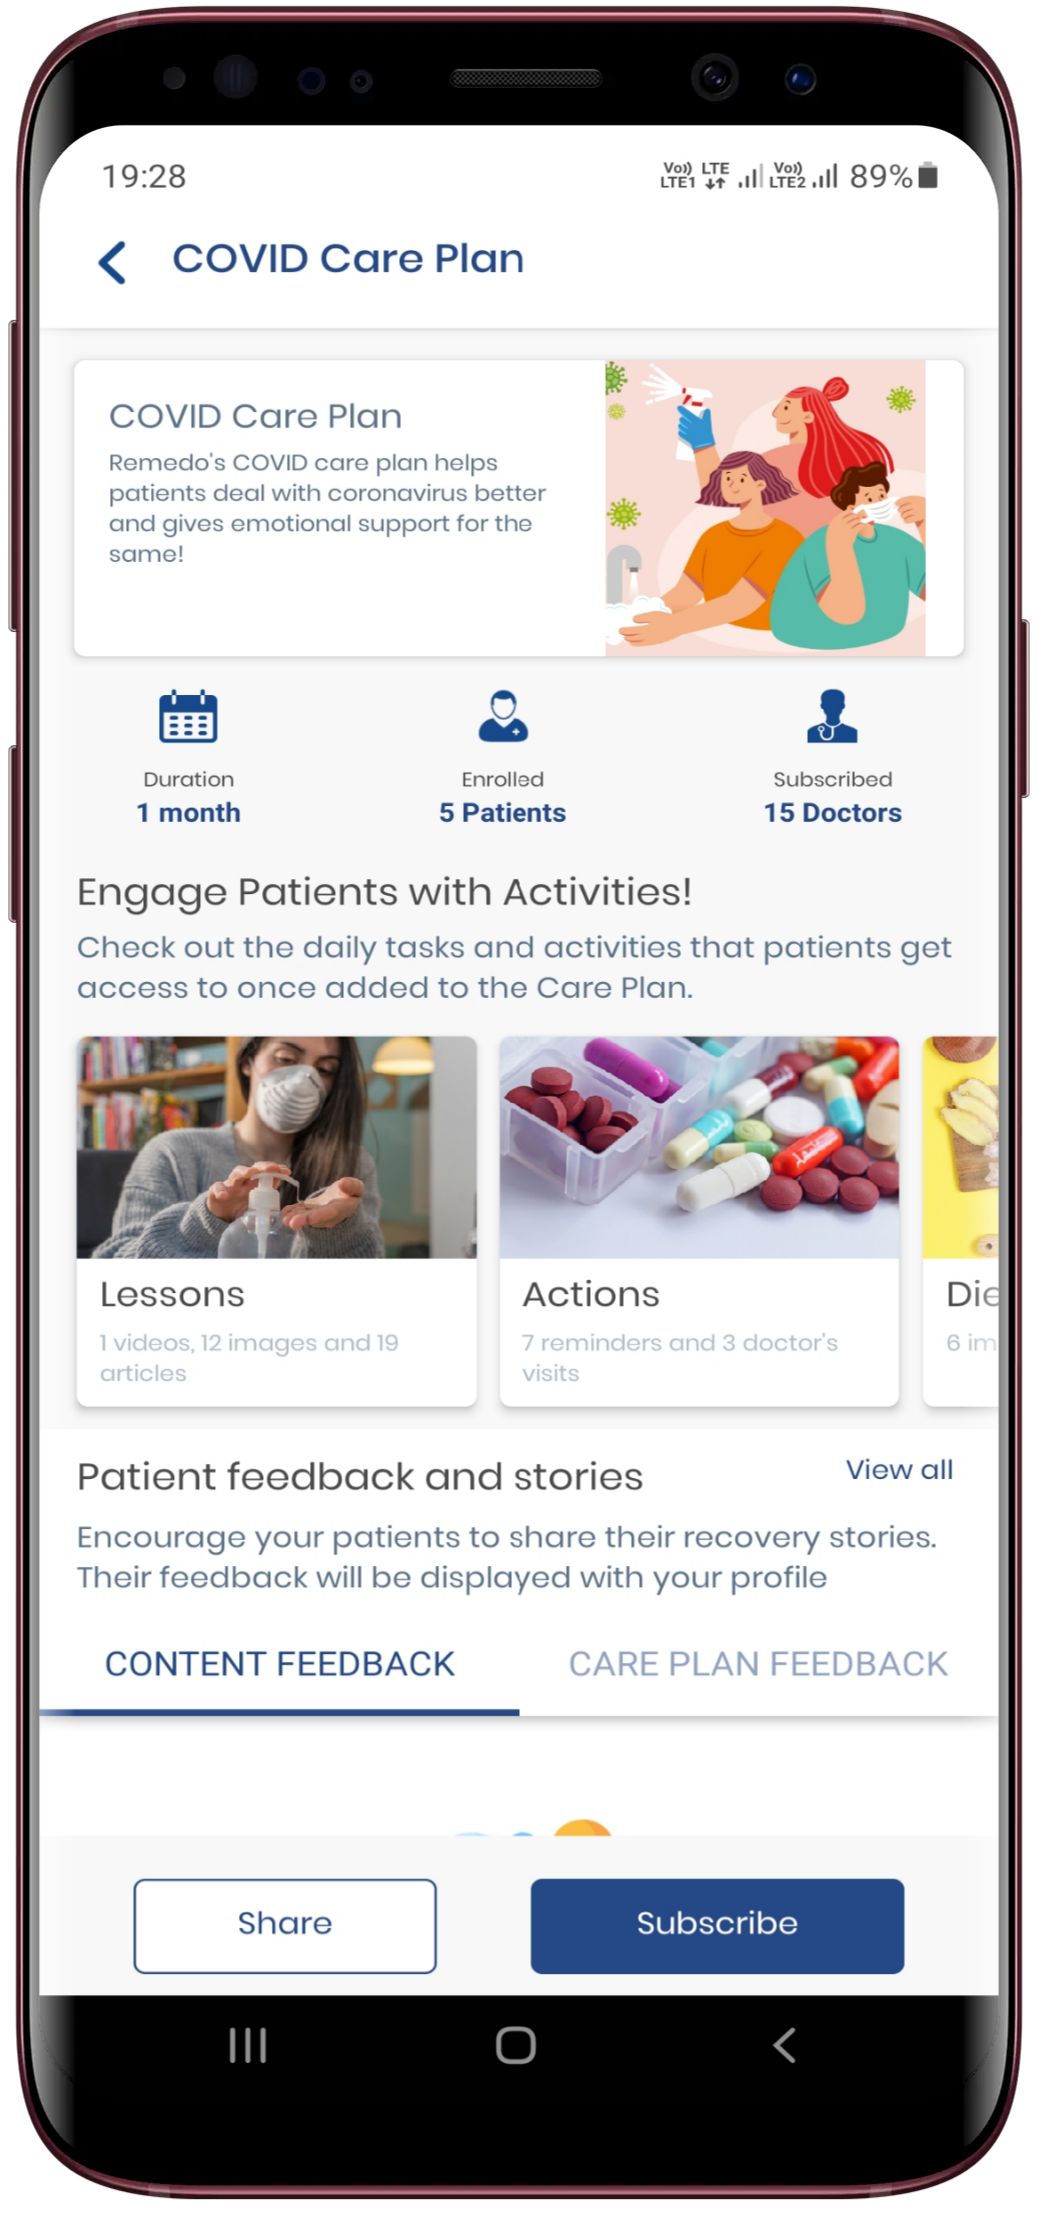 19:28
Vo)) LTE Vo)) 89%
LTE1 LTE2
COVID Care Plan
COVID Care Plan
Remedo's COVID care plan helps
patients deal with coronavirus better
and gives emotional support for the
same!
Duration
1 month
Enrolled
5 Patients
Subscribed
15 Doctors
Engage Patients with Activities!
Check out the daily tasks and activities that patients get
access to once added to the Care Plan.
Lessons
1 videos, 12 images and 19
articles
Actions
7 reminders and 3 doctor's
visits
Die
6 im
Patient feedback and stories
View all
Encourage your patients to share their recovery stories.
Their feedback will be displayed with your profile
CONTENT FEEDBACK
CARE PLAN FEEDBACK
Share
Subscribe